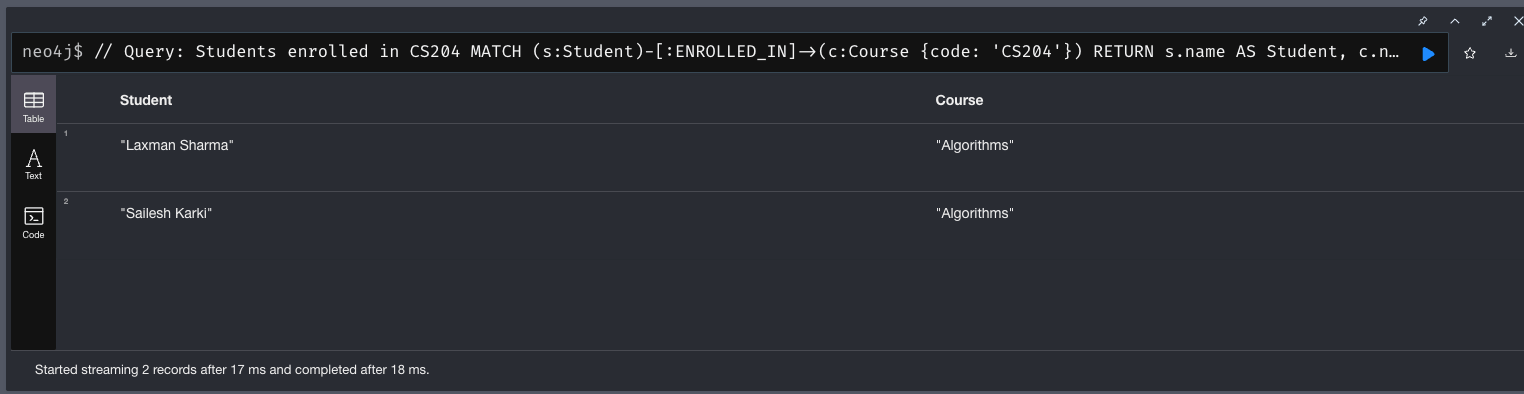 neo4j$ // Query: Students enrolled in CS204 MATCH (s:Student)-[:ENROLLED_IN]->(c:Course {code: 'CS204'}) RETURN s.name AS Student, c.n…
Student Course
Table
1
"Laxman Sharma" "Algorithms"
Text
2
"Sailesh Karki" "Algorithms"
Code
Started streaming 2 records after 17 ms and completed after 18 ms.